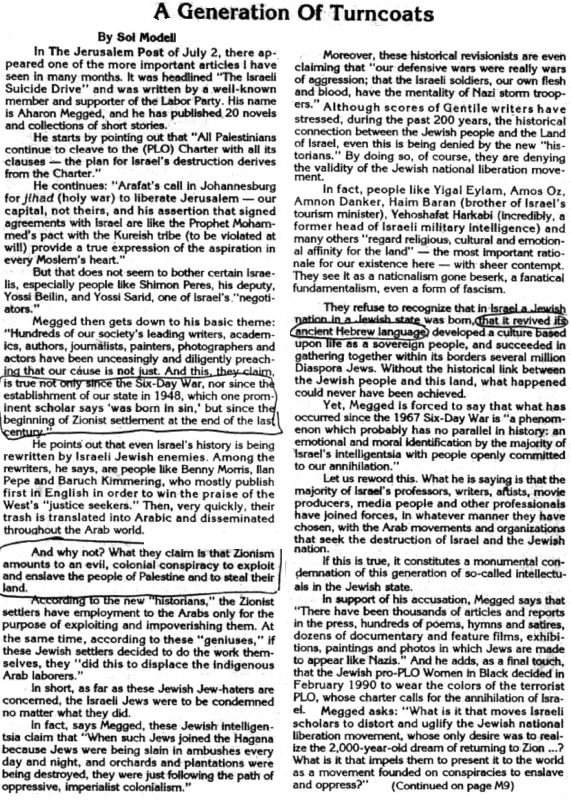 A Generation Of Turncoats
By Sol Modell
In The Jerusalem Post of July 2, there ap-
peared one of the more important articles I have
seen in many months. It was headlined "The Israeli
Suicide Drive" and was written by a well-known
member and supporter of the Labor Party. His name
is Aharon Megged, and he has published 20 novels
and collections of short stories.
He starts by pointing out that "All Palestinians
continue to cleave to the (PLO) Charter with all its
clauses — the plan for Israel's destruction derives
from the Charter."
He continues: "Arafat's call in Johannesburg
for jihad (holy war) to liberate Jerusalem — our
capital, not theirs, and his assertion that signed
agreements with Israel are like the Prophet Moham-
med's pact with the Kureish tribe (to be violated at
will) provide a true expression of the aspiration in
every Moslem's heart."
But that does not seem to bother certain Israe-
lis, especially people like Shimon Peres, his deputy,
Yossi Beilin, and Yossi Sarid, one of Israel's "negoti-
ators."
Megged then gets down to his basic theme:
"Hundreds of our society's leading writers, academ-
ics, authors, journalists, painters, photographers and
actors have been unceasingly and diligently preach-
ing that our cause is not just. And this, they claim,
is true not only since the Six-Day War, nor since the
establishment of our state in 1948, which one prom-
inent scholar says 'was born in sin,' but since the
beginning of Zionist settlement at the end of the last
century."
He points out that even Israel's history is being
rewritten by Israeli Jewish enemies. Among the
rewriters, he says, are people like Benny Morris, Ilan
Pepe and Baruch Kimmering, who mostly publish
first in English in order to win the praise of the
West's "justice seekers." Then, very quickly, their
trash is translated into Arabic and disseminated
throughout the Arab world.
And why not? What they claim is that Zionism
amounts to an evil, colonial conspiracy to exploit
and enslave the people of Palestine and to steal their
land.
According to the new "historians," the Zionist
settlers have employment to the Arabs only for the
purpose of exploiting and impoverishing them. At
the same time, according to these "geniuses," if
these Jewish settlers decided to do the work them-
selves, they "did this to displace the indigenous
Arab laborers."
In short, as far as these Jewish Jew-haters are
concerned, the Israeli Jews were to be condemned
no matter what they did.
In fact, says Megged, these Jewish intelligen-
tsia claim that "When such Jews joined the Hagana
because Jews were being slain in ambushes every
day and night, and orchards and plantations were
being destroyed, they were just following the path of
oppressive, imperialist colonialism."
Moreover, these historical revisionists are even
claiming that "our defensive wars were really wars
of aggression; that the Israeli soldiers, our own flesh
and blood, have the mentality of Nazi storm troop-
ers." Although scores of Gentile writers have
stressed, during the past 200 years, the historical
connection between the Jewish people and the Land
of Israel, even this is being denied by the new "his-
torians." By doing so, of course, they are denying
the validity of the Jewish national liberation move-
ment.
In fact, people like Yigal Eylam, Amos Oz,
Amnon Danker, Haim Baran (brother of Israel's
tourism minister), Yehoshafat Harkabi (incredibly, a
former head of Israeli military intelligence) and
many others "regard religious, cultural and emotion-
al affinity for the land" — the most important ratio-
nale for our existence here — with sheer contempt.
They see it as a nationalism gone beserk, a fanatical
fundamentalism, even a form of fascism.
They refuse to recognize that in Israel a Jewish
nation in a Jewish state was born, that it revived its
ancient Hebrew language, developed a culture based
upon life as a sovereign people, and succeeded in
gathering together within its borders several million
Diaspora Jews. Without the historical link between
the Jewish people and this land, what happened
could never have been achieved.
Yet, Megged is forced to say that what has
occurred since the 1967 Six-Day War is "a phenom-
enon which probably has no parallel in history: an
emotional and moral identification by the majority of
Israel's intelligentsia with people openly committed
to our annihilation."
Let us reword this. What he is saying is that the
majority of Israel's professors, writers, artists, movie
producers, media people and other professionals
have joined forces, in whatever manner they have
chosen, with the Arab movements and organizations
that seek the destruction of Israel and the Jewish
nation.
If this is true, it constitutes a monumental con-
demnation of this generation of so-called intellectu-
als in the Jewish state.
In support of his accusation, Megged says that
"There have been thousands of articles and reports
in the press, hundreds of poems, hymns and satires,
dozens of documentary and feature films, exhibi-
tions, paintings and photos in which Jews are made
to appear like Nazis." And he adds, as a final touch,
that the Jewish pro-PLO Women in Black decided in
February 1990 to wear the colors of the terrorist
PLO, whose charter calls for the annihilation of Isra-
el. Megged asks: "What is it that moves Israeli
scholars to distort and uglify the Jewish national
liberation movement, whose only desire was to real-
ize the 2,000-year-old dream of returning to Zion ...?
What is it that impels them to present it to the world
as a movement founded on conspiracies to enslave
and oppress?" (Continued on page M9)